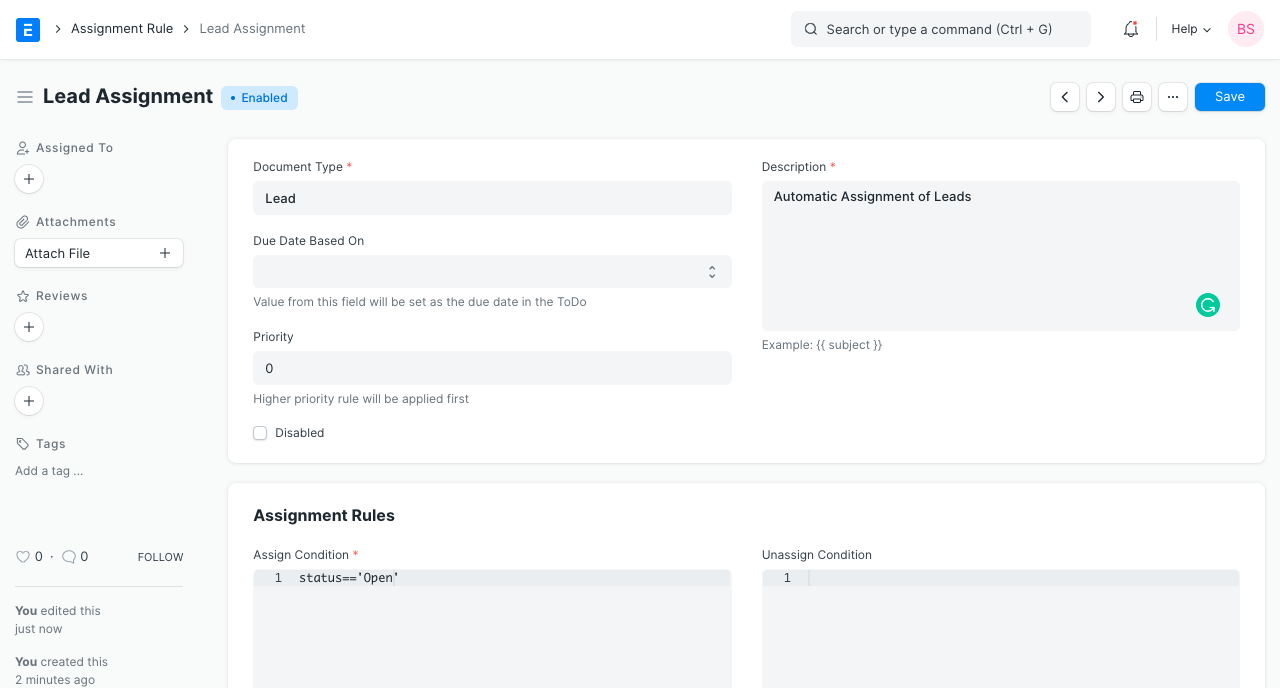 E
Assignment Rule
Lead Assignment
Search or type a command (Ctrl + G)
Help
BS
Lead Assignment
Enabled
Save
Assigned To
Attachments
Attach File
Reviews
Shared With
Tags
Add a tag ...
0 · 0
FOLLOW
You edited this
just now
You created this
2 minutes ago
Document Type *
Lead
Due Date Based On
Value from this field will be set as the due date in the ToDo
Priority
0
Higher priority rule will be applied first
Disabled
Description *
Automatic Assignment of Leads
Example: {{ subject }}
Assignment Rules
Assign Condition *
1 status=='Open'
Unassign Condition
1